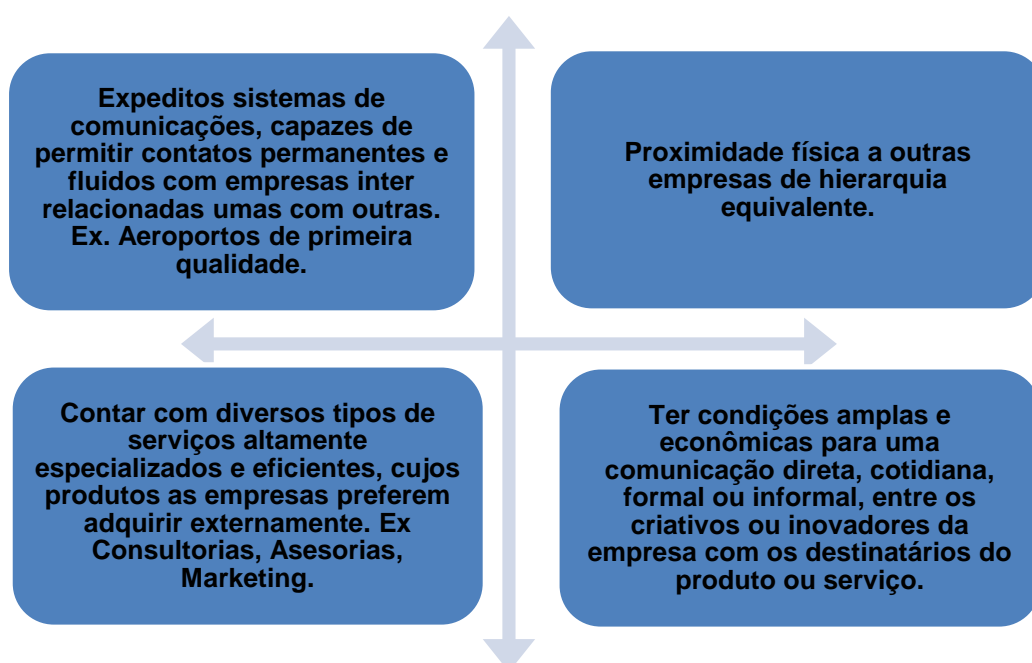 Expeditos sistemas de
comunicações, capazes de
permitir contatos permanentes e
fluidos com empresas inter
relacionadas umas com outras.
Ex. Aeroportos de primeira
qualidade.
Proximidade física a outras
empresas de hierarquia
equivalente.
Contar com diversos tipos de
serviços altamente
especializados e eficientes, cujos
produtos as empresas preferem
adquirir externamente. Ex
Consultorias, Asesorias,
Marketing.
Ter condições amplas e
econômicas para uma
comunicação direta, cotidiana,
formal ou informal, entre os
criativos ou inovadores da
empresa com os destinatários do
produto ou serviço.